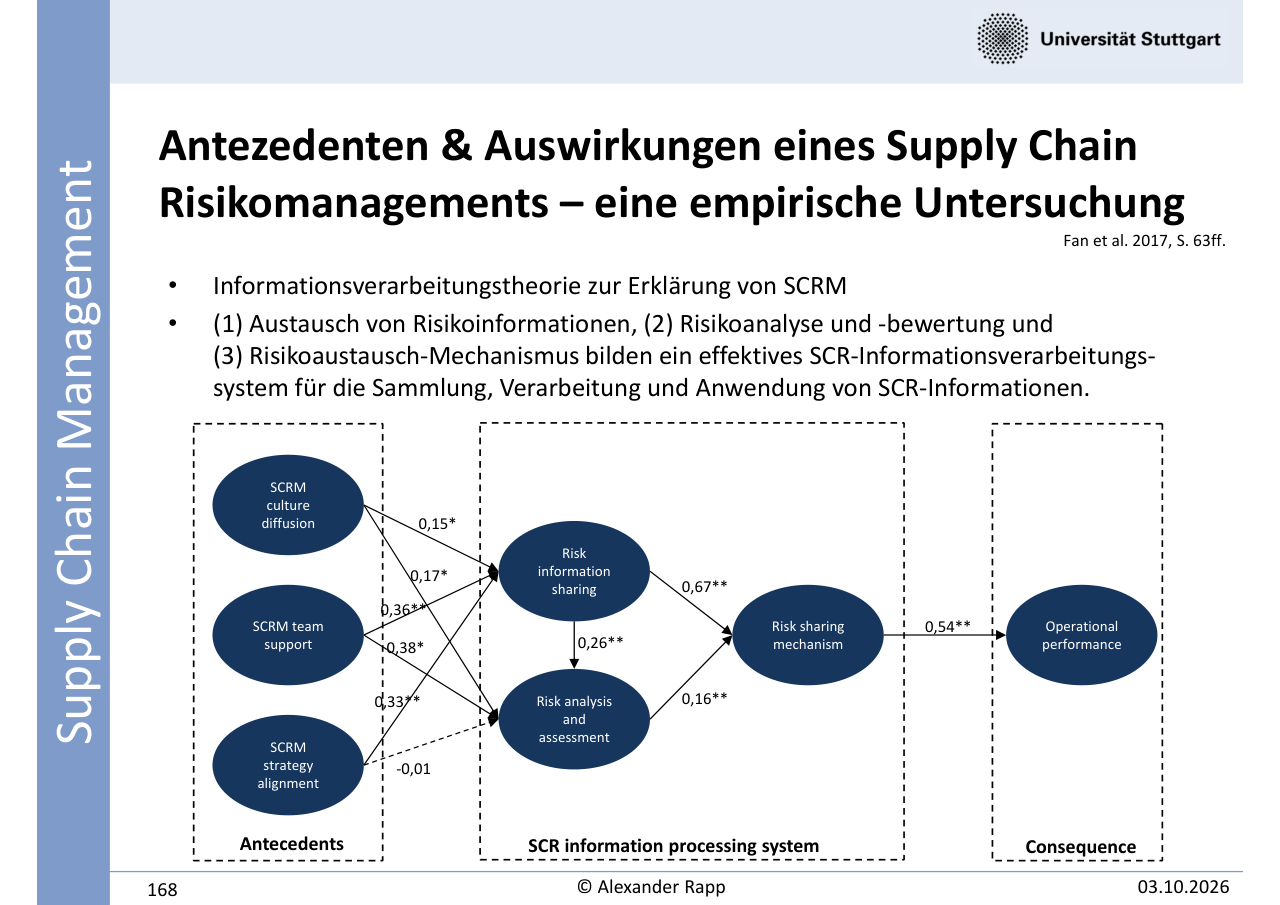 Universität Stuttgart
Supply Chain Management
Antezedenten & Auswirkungen eines Supply Chain
Risikomanagements – eine empirische Untersuchung
Fan et al. 2017, S. 63ff.
• Informationsverarbeitungstheorie zur Erklärung von SCRM
• (1) Austausch von Risikoinformationen, (2) Risikoanalyse und -bewertung und
(3) Risikoaustausch-Mechanismus bilden ein effektives SCR-Informationsverarbeitungs-
system für die Sammlung, Verarbeitung und Anwendung von SCR-Informationen.
SCRM
culture
diffusion
SCRM team
support
SCRM
strategy
alignment
Antecedents
0,15*
0,17*
0,36**
0,38*
0,33**
-0,01
Risk
information
sharing
0,26**
Risk analysis
and
assessment
0,67**
0,16**
Risk sharing
mechanism
SCR information processing system
0,54**
Operational
performance
Consequence
168
© Alexander Rapp
03.10.2026